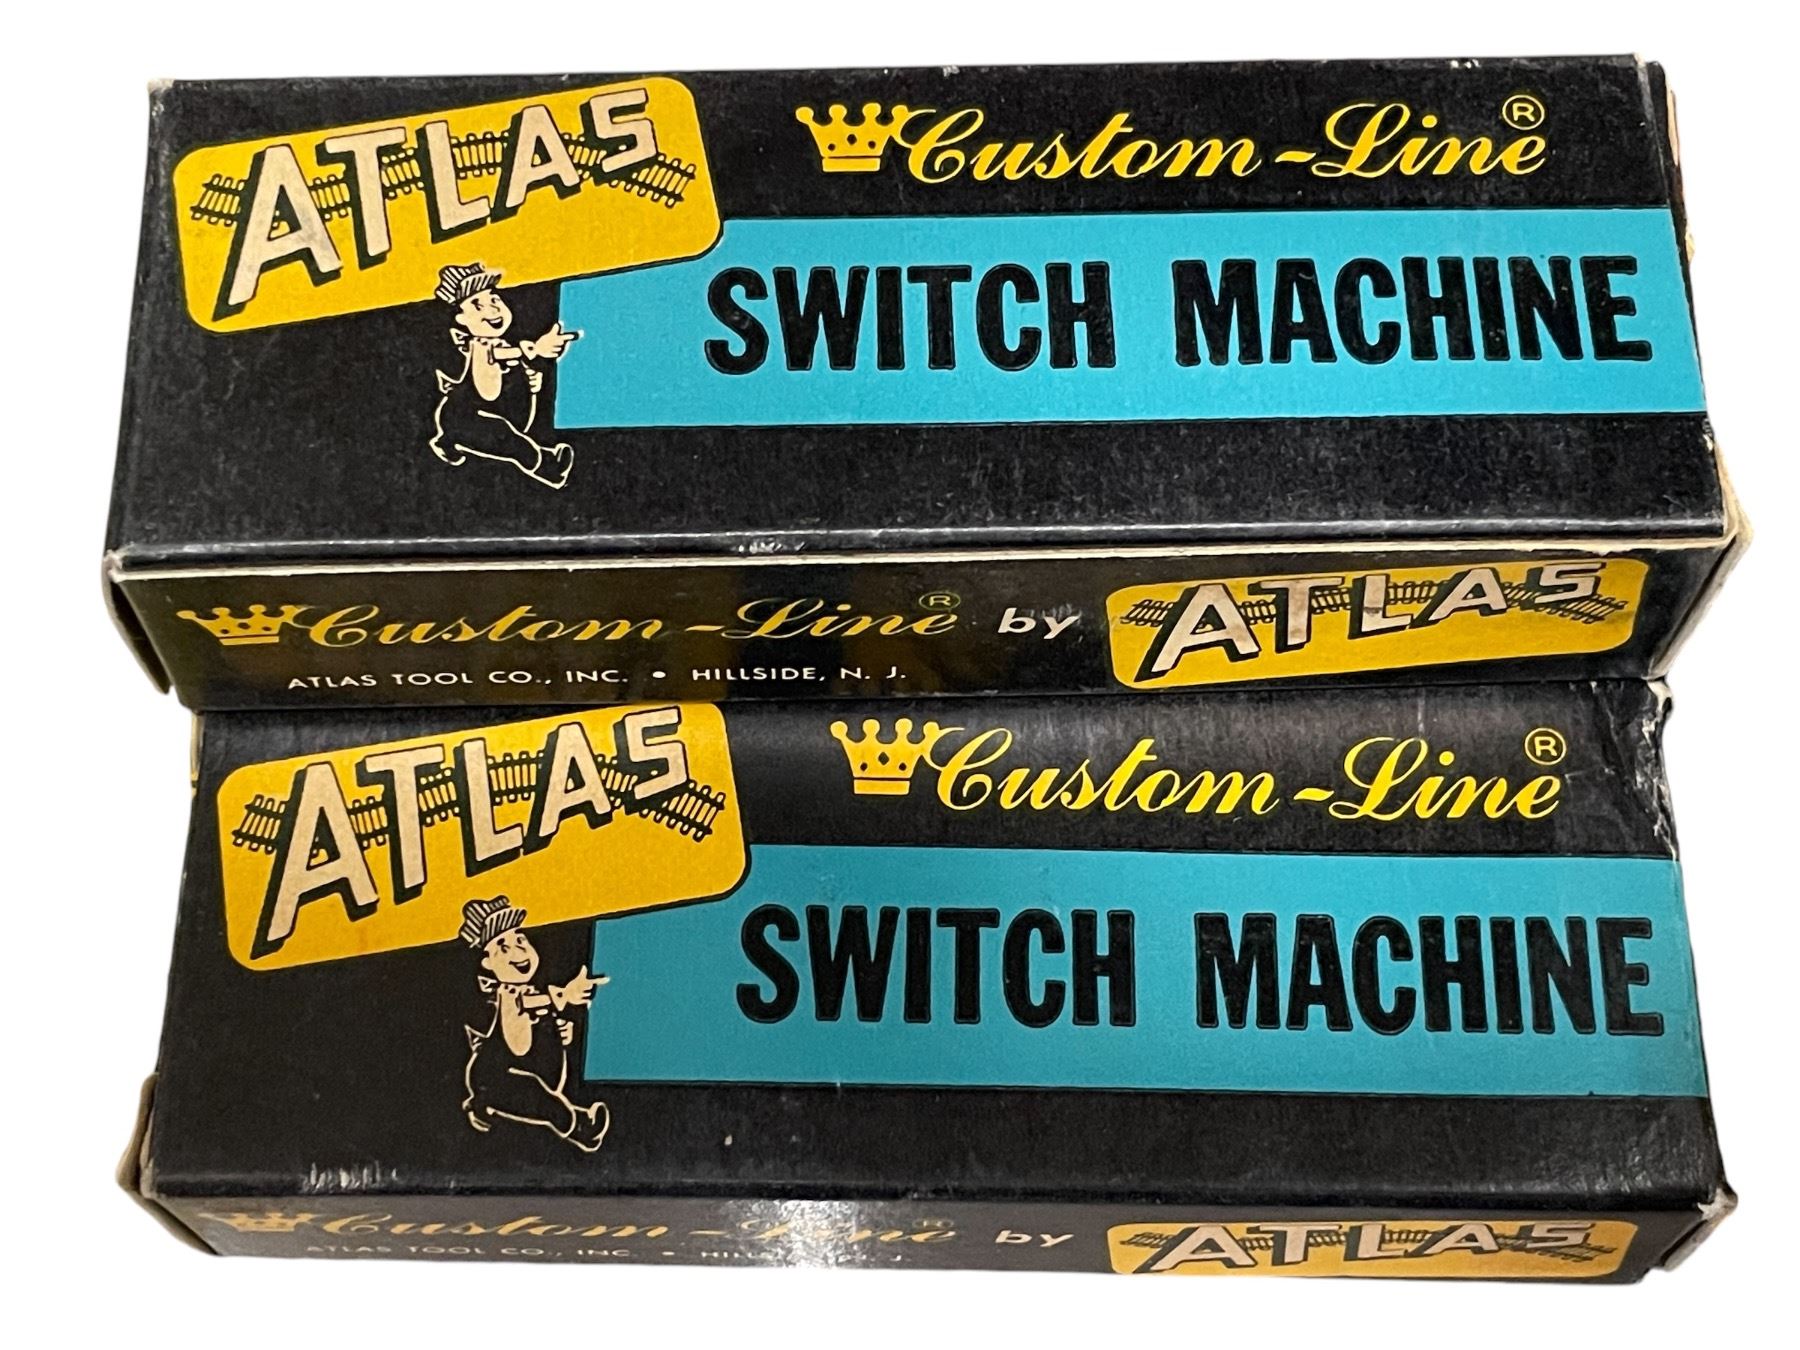 ATLAS
Custom-Line®
SWITCH MACHINE
Custom-Line® by ATLAS
ATLAS TOOL CO., INC. • HILLSIDE, N. J.
ATLAS
Custom-Line®
SWITCH MACHINE
Custom-Line® by ATLAS
ATLAS TOOL CO., INC. • J.